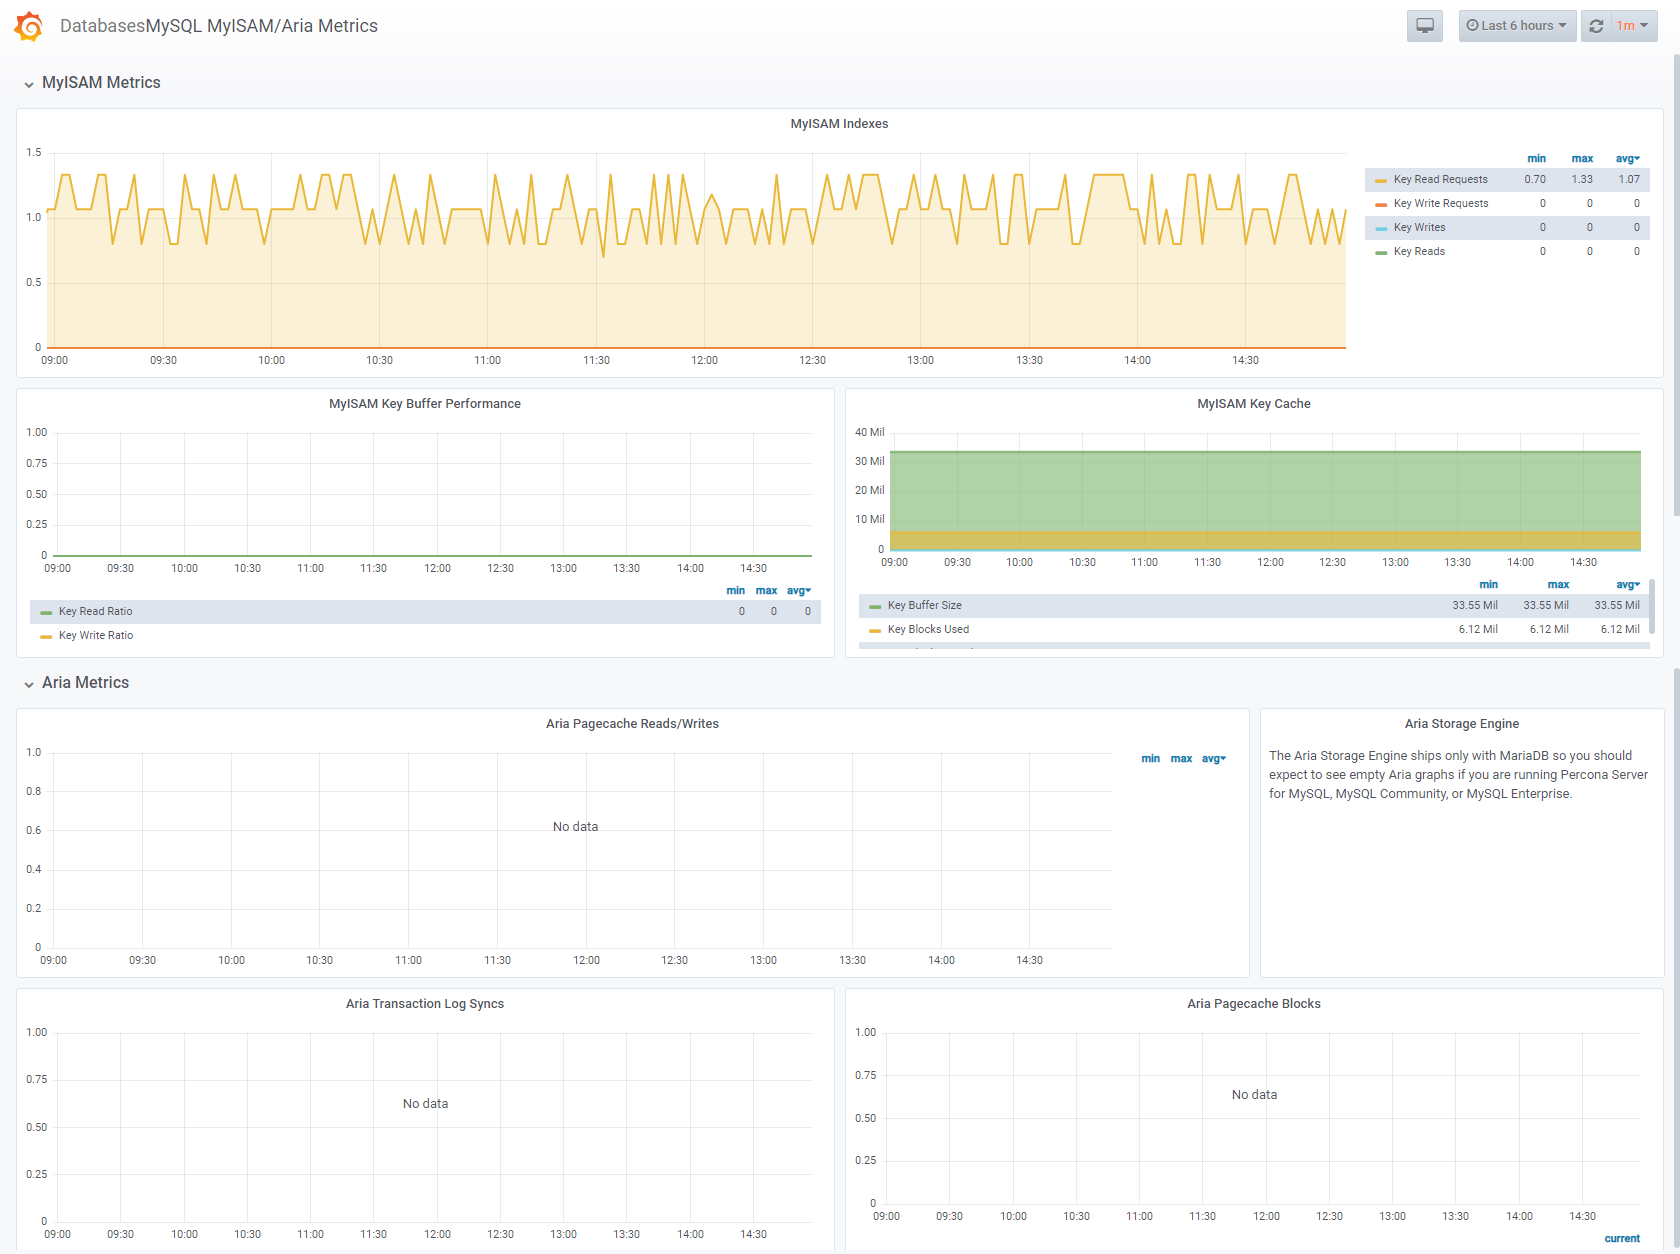 DatabasesMySQL MyISAM/Aria Metrics
Last 6 hours
1m
MyISAM Metrics
MyISAM Indexes
1.5
1.0
0.5
0
09:00 09:30 10:00 10:30 11:00 11:30 12:00 12:30 13:00 13:30 14:00 14:30
min max avg
Key Read Requests 0.70 1.33 1.07
Key Write Requests 0 0 0
Key Writes 0 0 0
Key Reads 0 0 0
MyISAM Key Buffer Performance
1.00
0.75
0.50
0.25
0
09:00 09:30 10:00 10:30 11:00 11:30 12:00 12:30 13:00 13:30 14:00 14:30
min max avg
Key Read Ratio 0 0 0
Key Write Ratio
MyISAM Key Cache
40 Mil
30 Mil
20 Mil
10 Mil
0
09:00 09:30 10:00 10:30 11:00 11:30 12:00 12:30 13:00 13:30 14:00 14:30
min max avg
Key Buffer Size 33.55 Mil 33.55 Mil 33.55 Mil
Key Blocks Used 6.12 Mil 6.12 Mil 6.12 Mil
Aria Metrics
Aria Pagecache Reads/Writes
1.0
0.8
0.6
0.4
0.2
0
No data
09:00 09:30 10:00 10:30 11:00 11:30 12:00 12:30 13:00 13:30 14:00 14:30
min max avg
Aria Storage Engine
The Aria Storage Engine ships only with MariaDB so you should
expect to see empty Aria graphs if you are running Percona Server
for MySQL, MySQL Community, or MySQL Enterprise.
Aria Transaction Log Syncs
1.00
0.75
0.50
0.25
0
No data
09:00 09:30 10:00 10:30 11:00 11:30 12:00 12:30 13:00 13:30 14:00 14:30
Aria Pagecache Blocks
1.00
0.75
0.50
0.25
0
No data
09:00 09:30 10:00 10:30 11:00 11:30 12:00 12:30 13:00 13:30 14:00 14:30
current